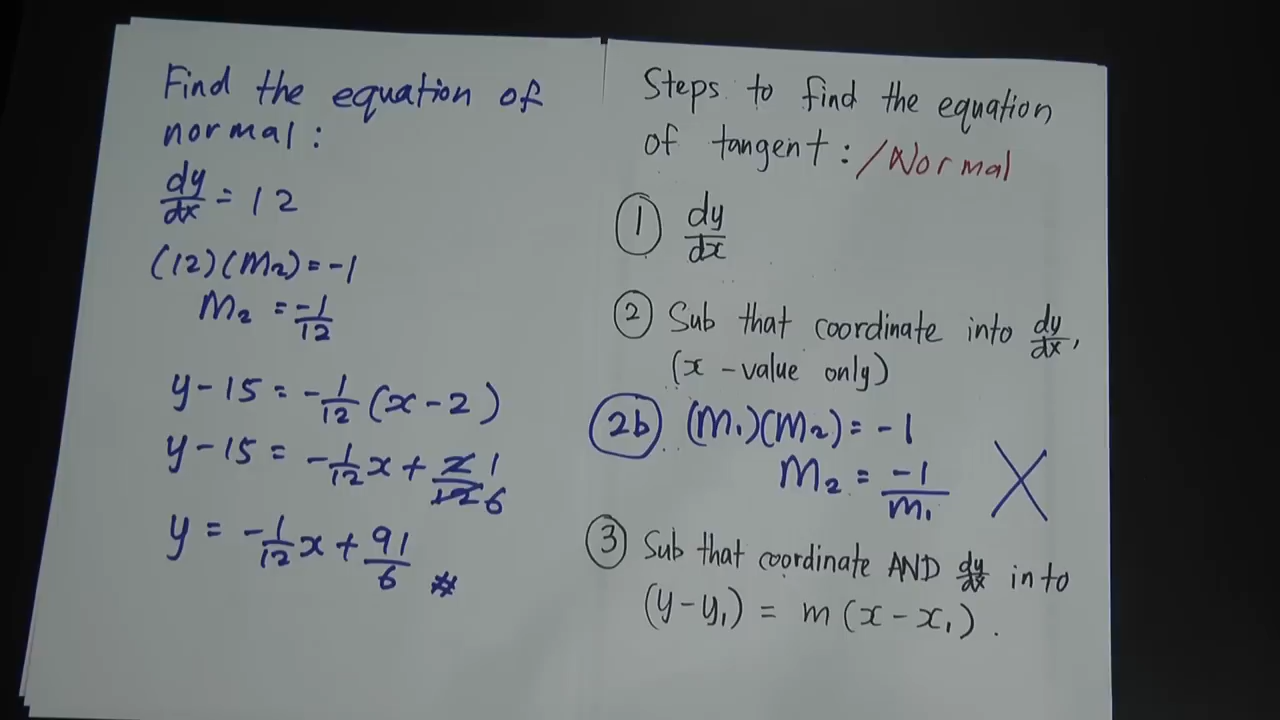 Find the equation of
normal:
dy/dx = 12
(12)(M₂) = -1
M₂ = -1/12
y - 15 = -1/12 (x - 2)
y - 15 = -1/12 x + 2/12 1/6
y = -1/12 x + 91/6 #
Steps to find the equation
of tangent: /Normal
① dy/dx
② Sub that coordinate into dy/dx,
(x - value only)
2b (M₁)(M₂) = -1
M₂ = -1/M₁
③ Sub that coordinate AND dy/dx into
(y - y₁) = m (x - x₁).